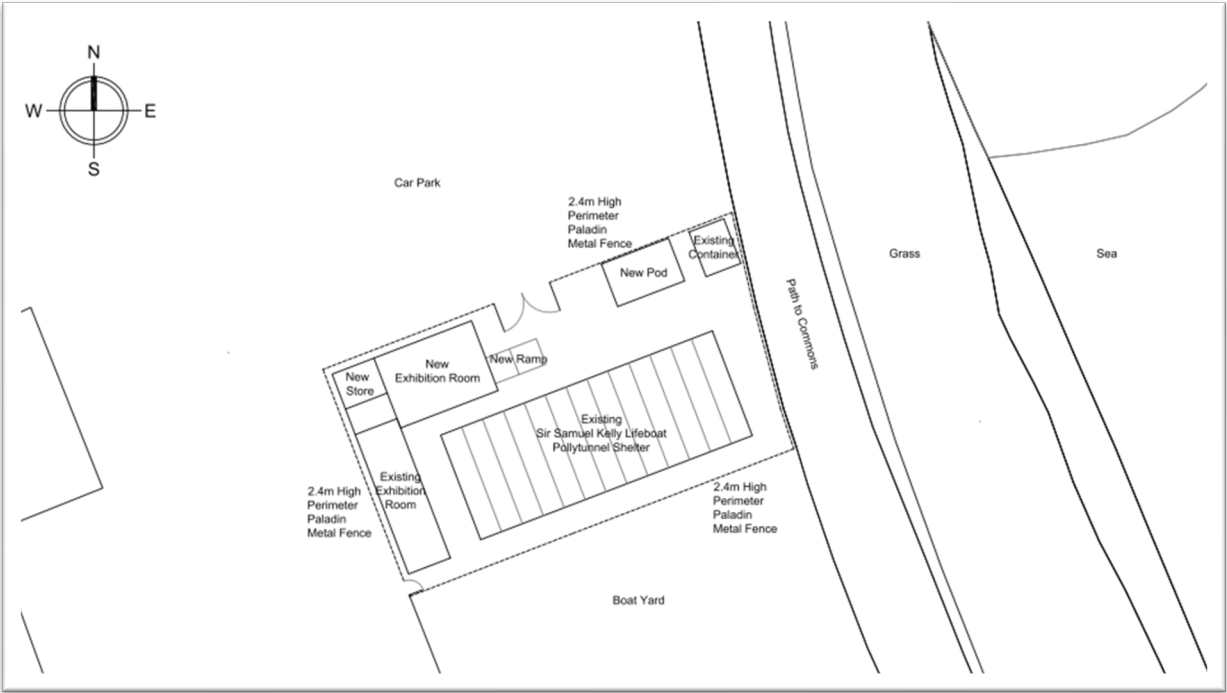 N
W
E
S
Car Park
2.4m High
Perimeter
Paladin
Metal Fence
Existing
Container
New Pod
Grass
Sea
Path to Commons
New
Store
New
Exhibition Room
New Ramp
Existing
Sir Samuel Kelly Lifeboat
Pollytunnel Shelter
Existing
Exhibition
Room
2.4m High
Perimeter
Paladin
Metal Fence
2.4m High
Perimeter
Paladin
Metal Fence
Boat Yard